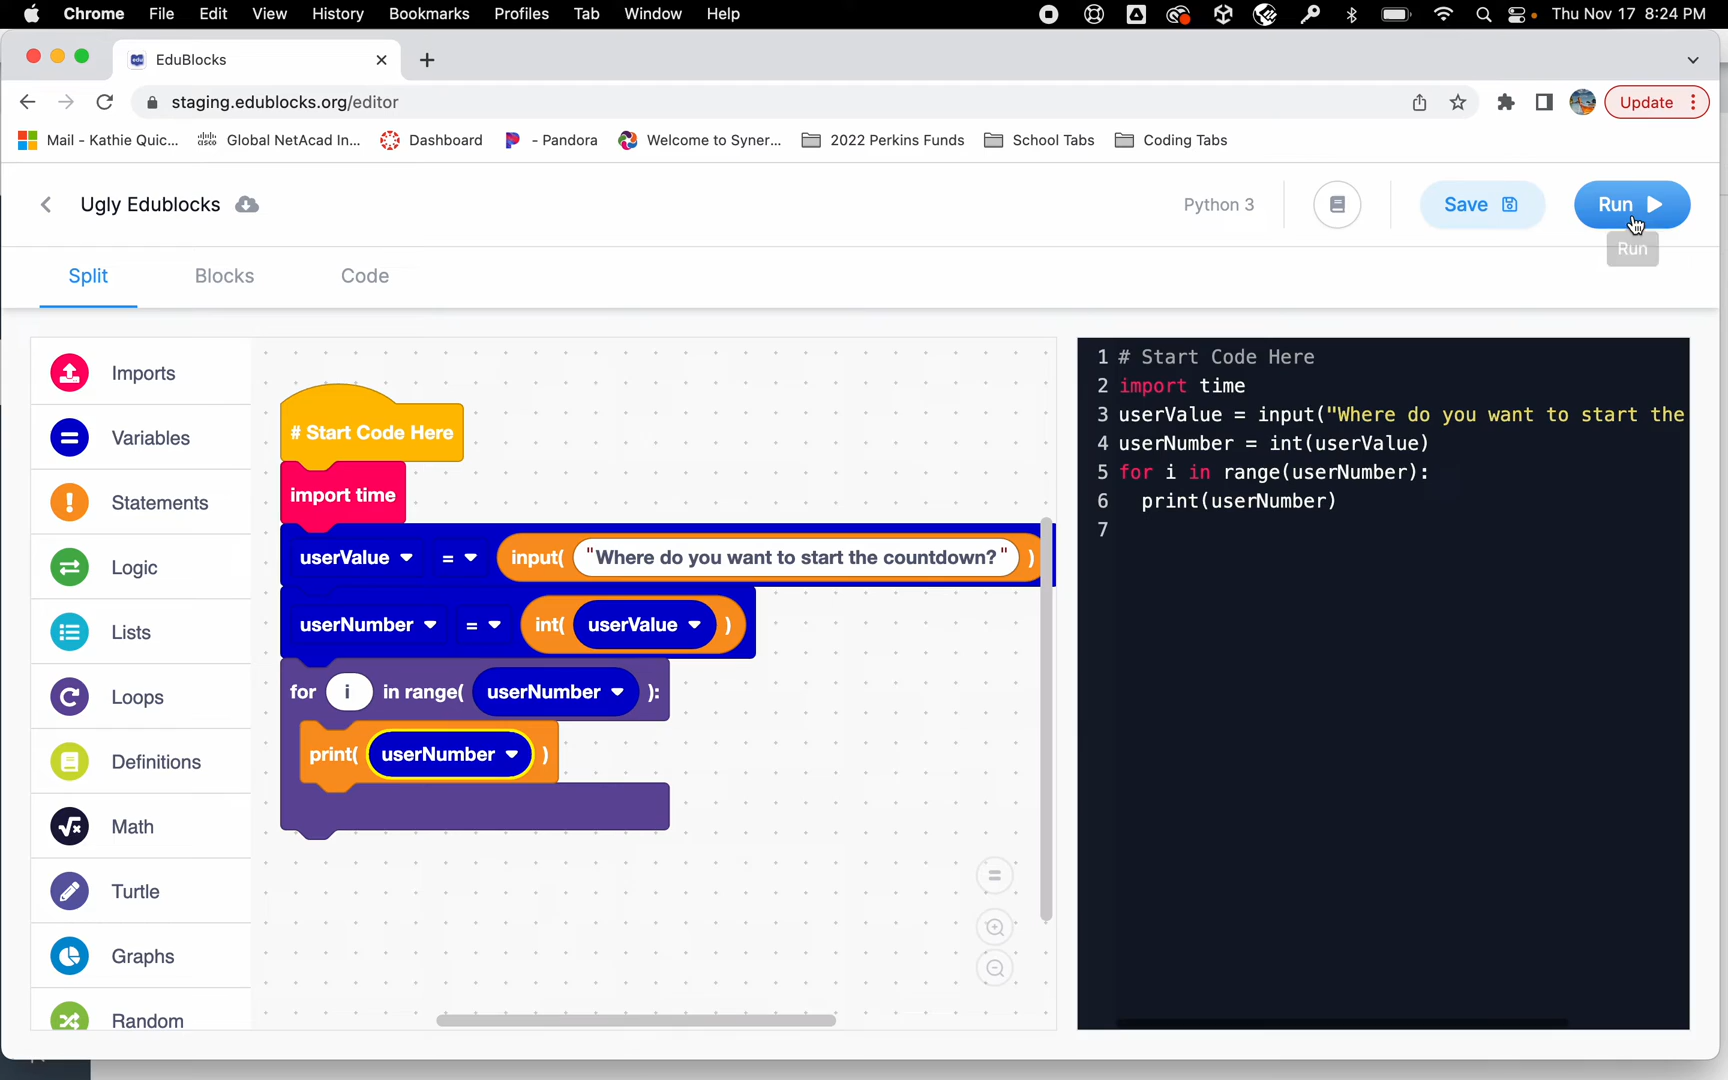 Chrome File Edit View History Bookmarks Profiles Tab Window Help Thu Nov 17 8:24 PM
EduBlocks
staging.edublocks.org/editor Update
Mail - Kathie Quic... Global NetAcad In... Dashboard - Pandora Welcome to Syner... 2022 Perkins Funds School Tabs Coding Tabs
Ugly Edublocks Python 3 Save Run
Run
Split Blocks Code
Imports
Variables
Statements
Logic
Lists
Loops
Definitions
Math
Turtle
Graphs
Random
# Start Code Here
import time
userValue = input( "Where do you want to start the countdown?" )
userNumber = int( userValue )
for i in range( userNumber ):
print( userNumber )
1 # Start Code Here
2 import time
3 userValue = input("Where do you want to start the
4 userNumber = int(userValue)
5 for i in range(userNumber):
6 print(userNumber)
7